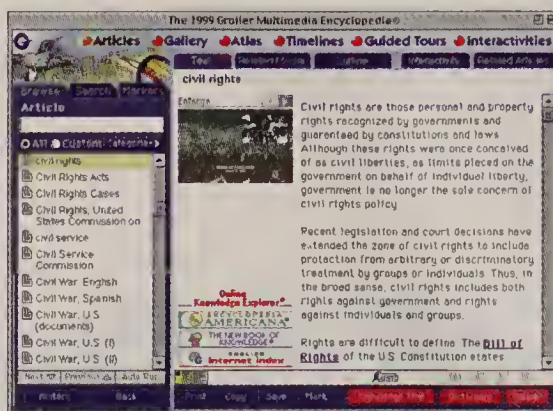 The 1999 Grolier Multimedia Encyclopedia®
Articles Gallery Atlas Timelines Guided Tours Interactivities
Text Outline
civil rights
Browse Search Markers
Article
All Custom
civil rights
Civil Rights Acts
Civil Rights Cases
Civil Rights, United
States Commission on
civil service
Civil Service
Commission
Civil War, English
Civil War, Spanish
Civil War, U.S
(documents)
Civil War, U.S (I)
Civil War, U.S (II)
Back
Enlarge
Online
Knowledge Explorer
ENCYCLOPEDIA
AMERICANA
THE NEW BOOK OF
KNOWLEDGE
Internet Index
Civil rights are those personal and property
rights recognized by governments and
guaranteed by constitutions and laws
Although these rights were once conceived
of as civil liberties, as limits placed on the
government on behalf of individual liberty,
government is no longer the sole concern of
civil rights policy
Recent legislation and court decisions have
extended the zone of civil rights to include
protection from arbitrary or discriminatory
treatment by groups or individuals Thus, in
the broad sense, civil rights includes both
rights against government and rights
against individuals and groups.
Rights are difficult to define The Bill of
Rights of the US Constitution states
Print Copy Save Mark